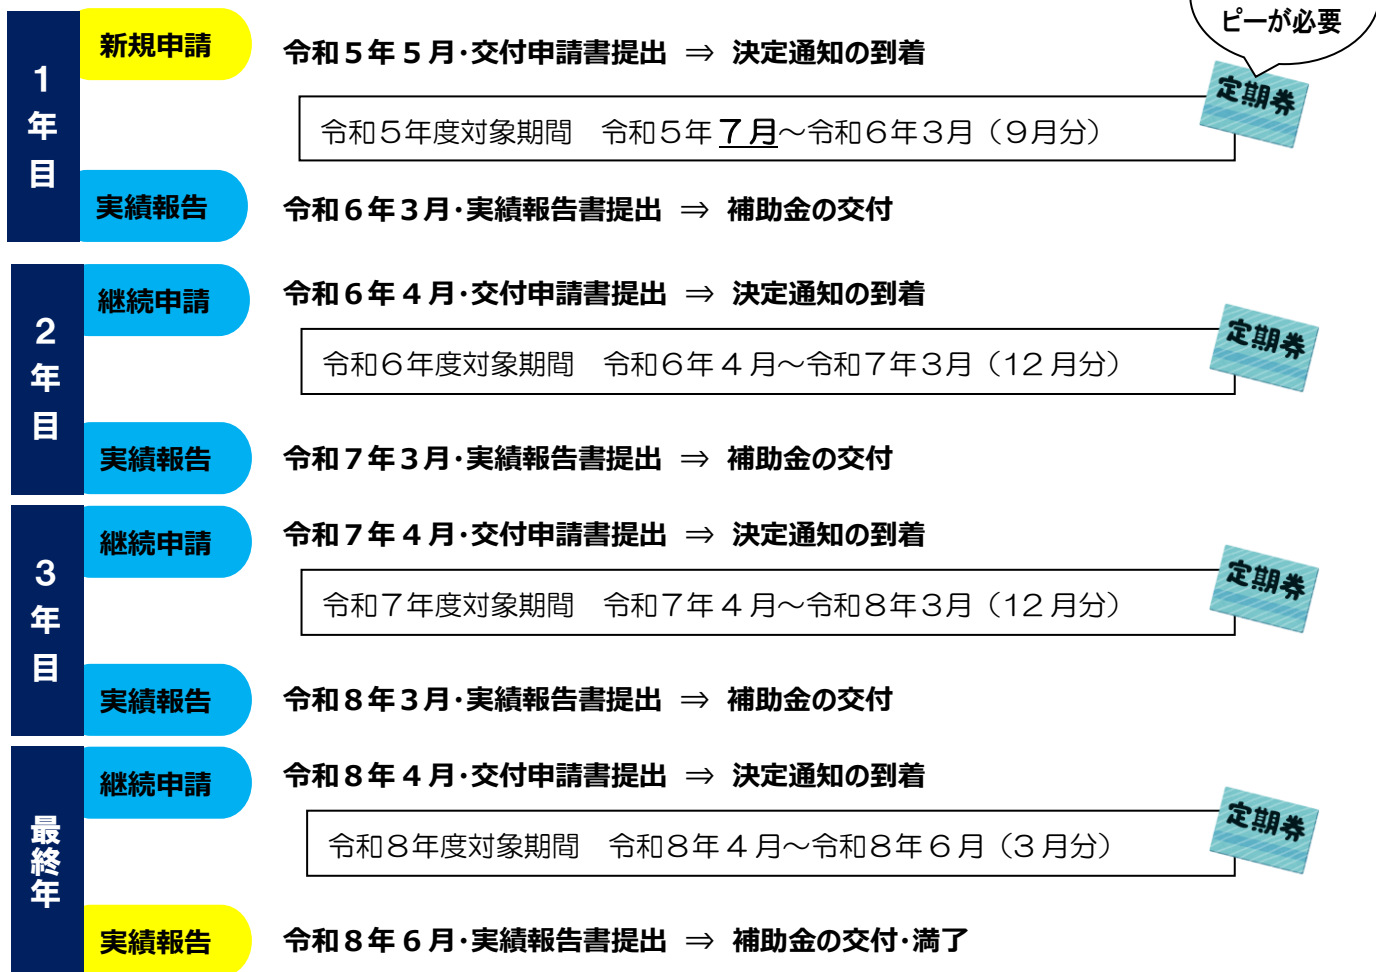 ピーが必要
1年目
新規申請
令和5年5月・交付申請書提出 ⇒ 決定通知の到着
定期券
令和5年度対象期間　令和5年7月～令和6年3月（9月分）
実績報告
令和6年3月・実績報告書提出 ⇒ 補助金の交付
2年目
継続申請
令和6年4月・交付申請書提出 ⇒ 決定通知の到着
定期券
令和6年度対象期間　令和6年4月～令和7年3月（12月分）
実績報告
令和7年3月・実績報告書提出 ⇒ 補助金の交付
3年目
継続申請
令和7年4月・交付申請書提出 ⇒ 決定通知の到着
定期券
令和7年度対象期間　令和7年4月～令和8年3月（12月分）
実績報告
令和8年3月・実績報告書提出 ⇒ 補助金の交付
最終年
継続申請
令和8年4月・交付申請書提出 ⇒ 決定通知の到着
定期券
令和8年度対象期間　令和8年4月～令和8年6月（3月分）
実績報告
令和8年6月・実績報告書提出 ⇒ 補助金の交付・満了